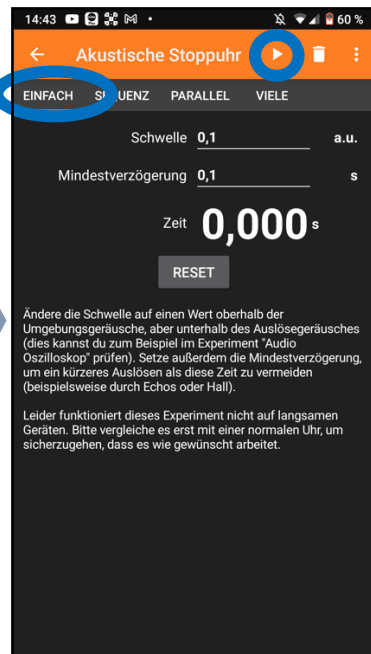 14:43 60 %
Akustische Stoppuhr
EINFACH SEQUENZ PARALLEL VIELE
Schwelle 0,1 a.u.
Mindestverzögerung 0,1 s
Zeit 0,000 s
RESET
Ändere die Schwelle auf einen Wert oberhalb der
Umgebungsgeräusche, aber unterhalb des Auslösegeräusches
(dies kannst du zum Beispiel im Experiment "Audio
Oszilloskop" prüfen). Setze außerdem die Mindestverzögerung,
um ein kürzeres Auslösen als diese Zeit zu vermeiden
(beispielsweise durch Echos oder Hall).
Leider funktioniert dieses Experiment nicht auf langsamen
Geräten. Bitte vergleiche es erst mit einer normalen Uhr, um
sicherzugehen, dass es wie gewünscht arbeitet.